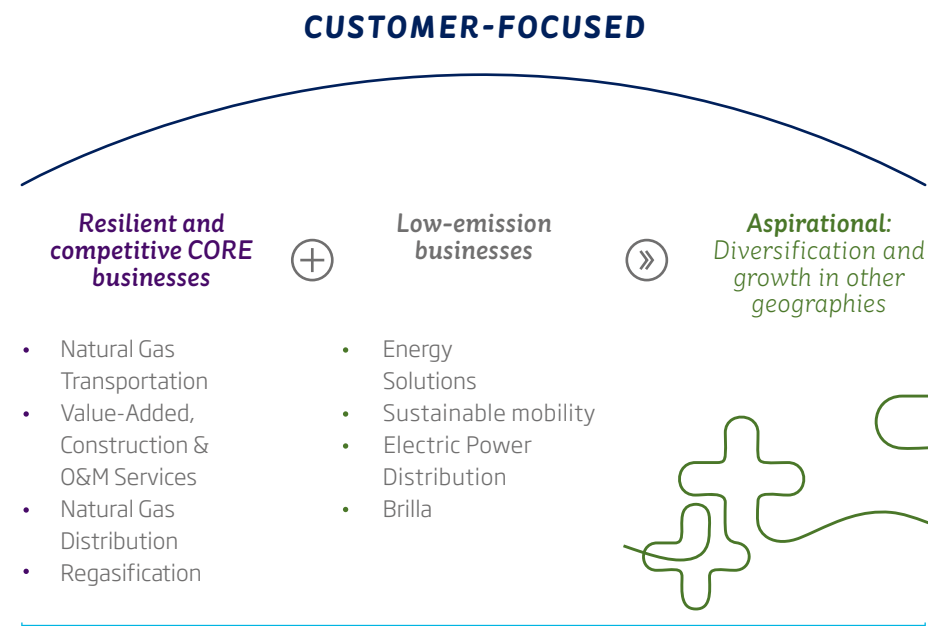 CUSTOMER-FOCUSED
Resilient and
competitive CORE
businesses
Low-emission
businesses
Aspirational:
Diversification and
growth in other
geographies
• Natural Gas
Transportation
• Value-Added,
Construction &
O&M Services
• Natural Gas
Distribution
• Regasification
• Energy
Solutions
• Sustainable mobility
• Electric Power
Distribution
• Brilla